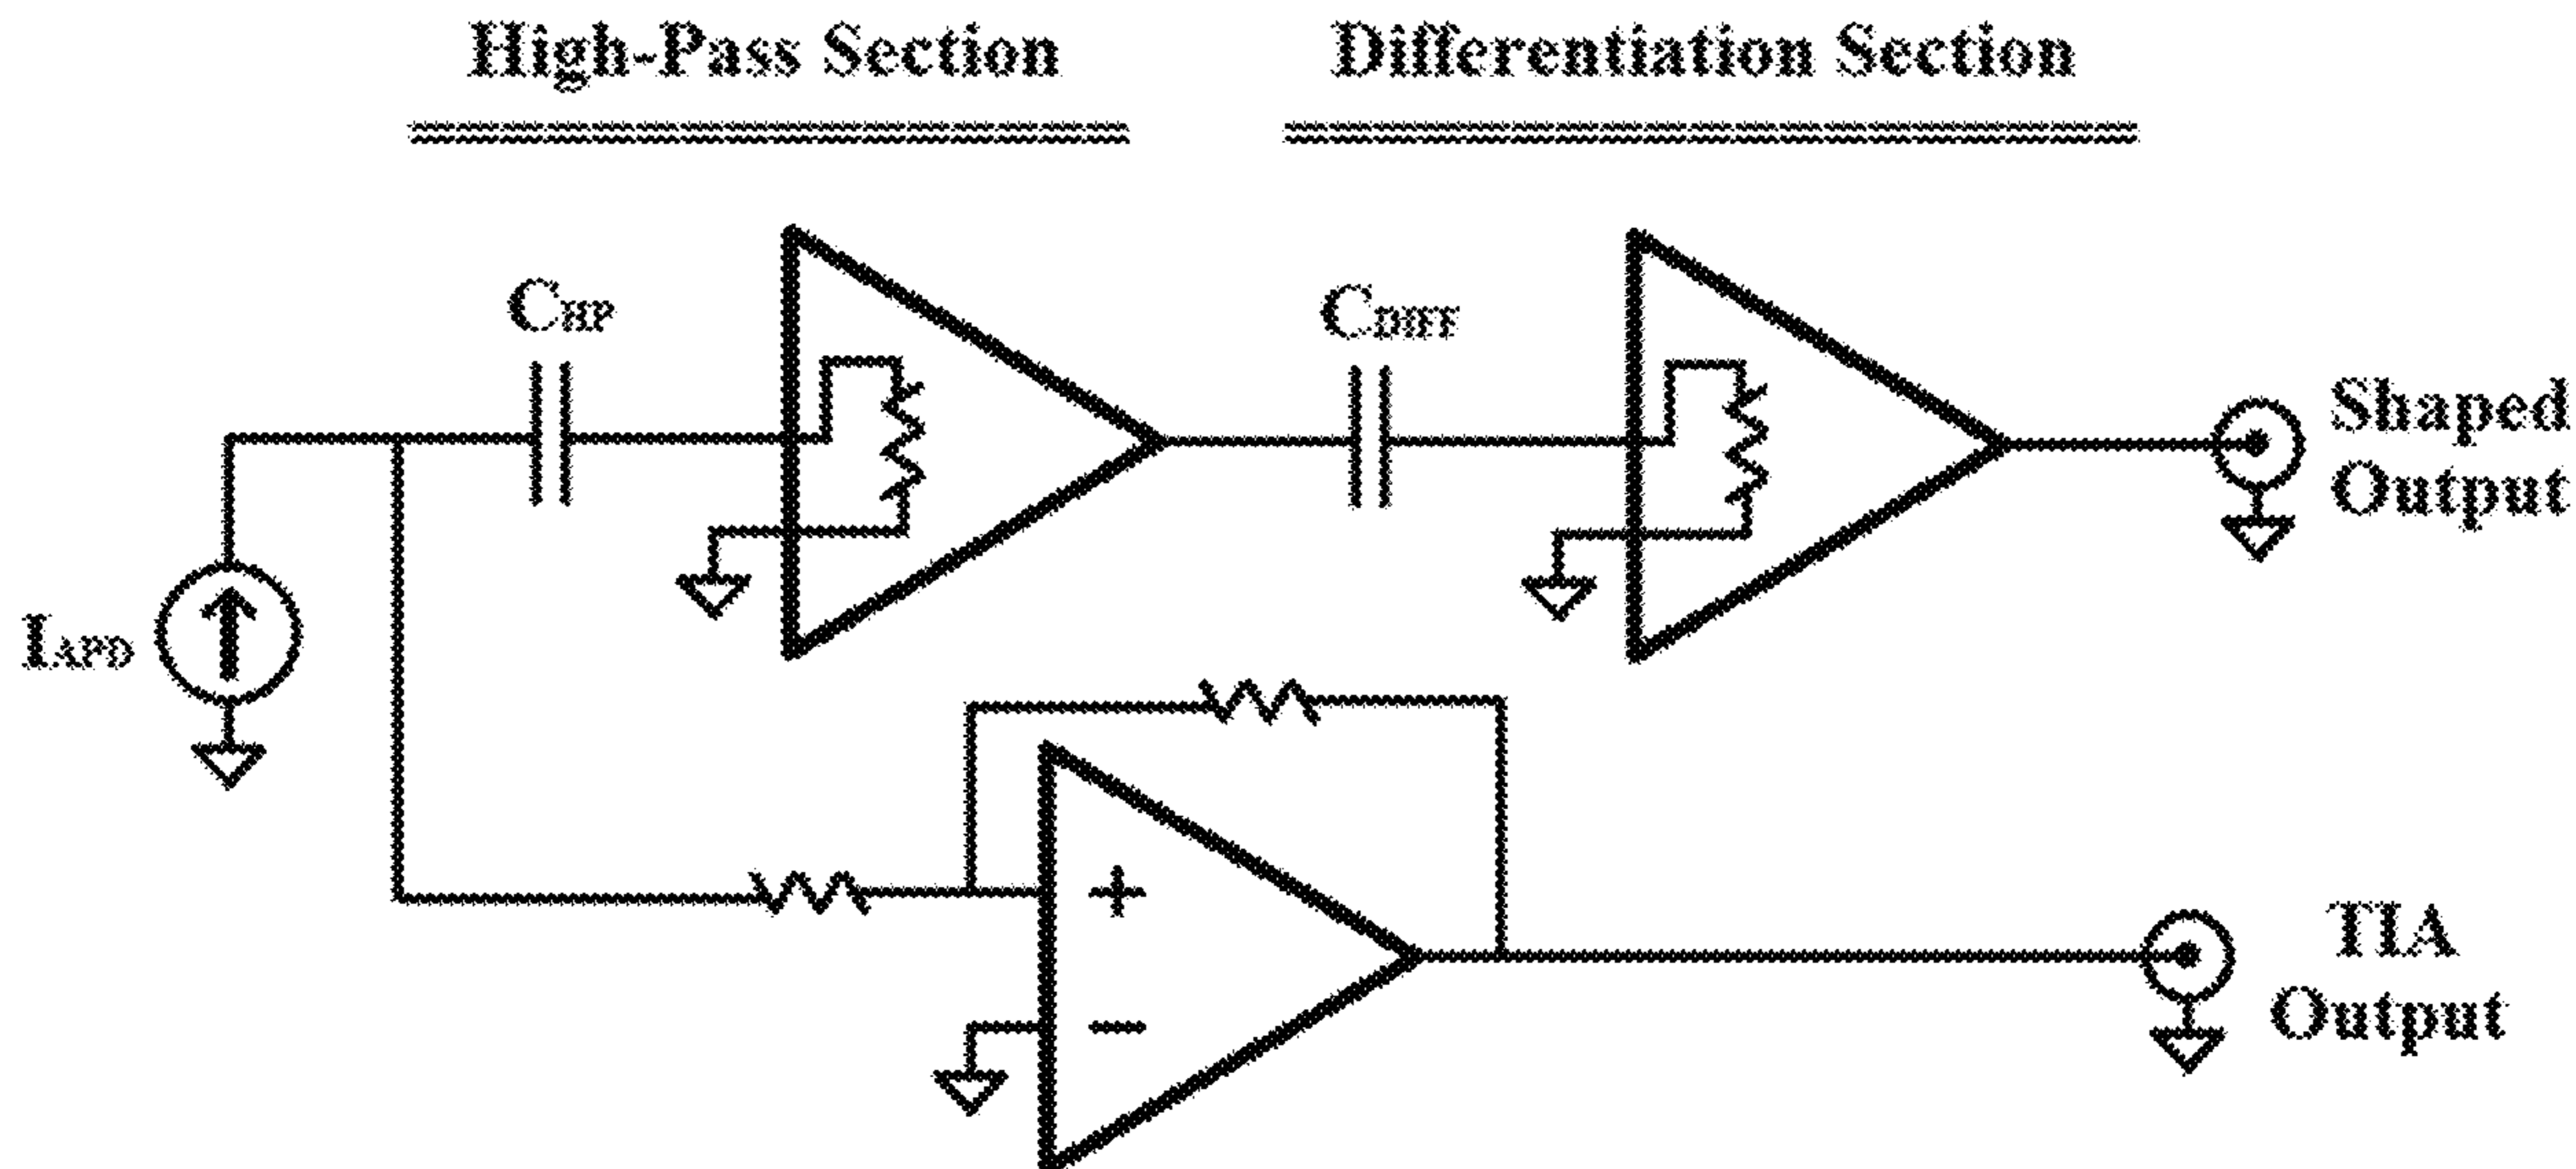 High-Pass Section
Differentiation Section
CHP
CDIFF
Shaped
Output
IAPD
+
TIA
−
Output